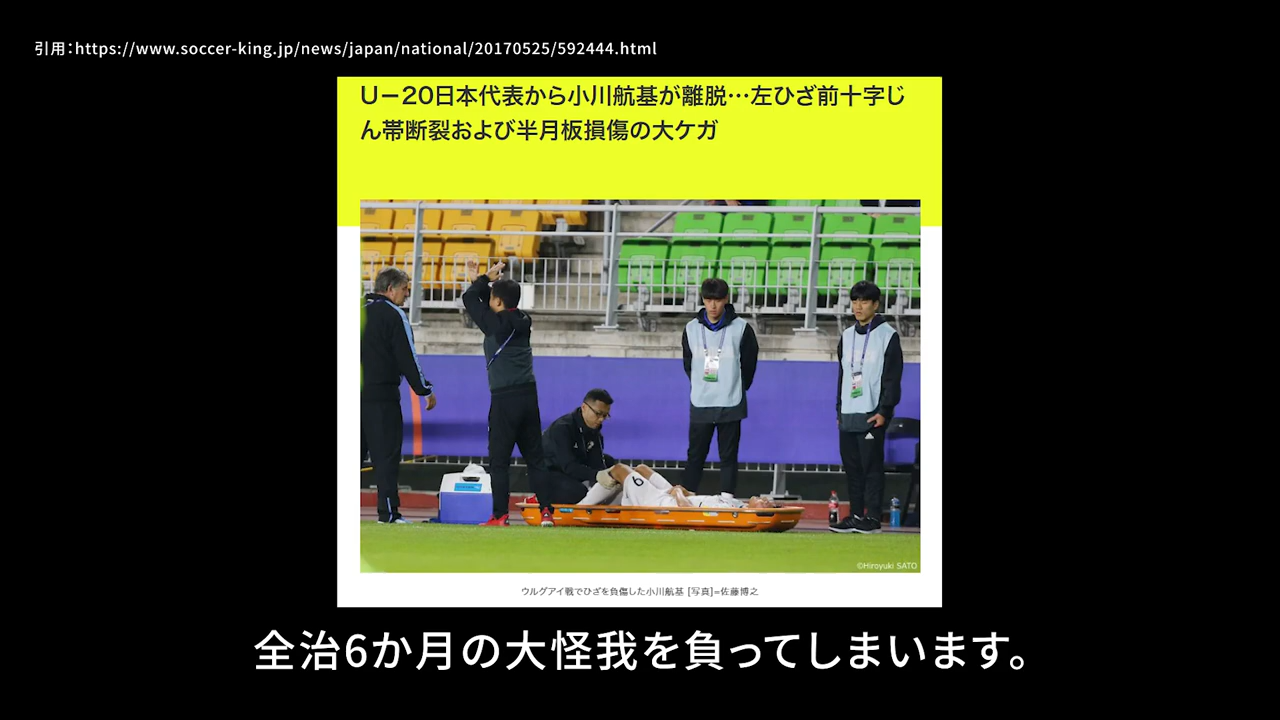 引用:https://www.soccer-king.jp/news/japan/national/20170525/592444.html
U－20日本代表から小川航基が離脱…左ひざ前十字じ
ん帯断裂および半月板損傷の大ケガ
9
©Hiroyuki SATO
ウルグアイ戦でひざを負傷した小川航基 [写真]=佐藤博之
全治6か月の大怪我を負ってしまいます。